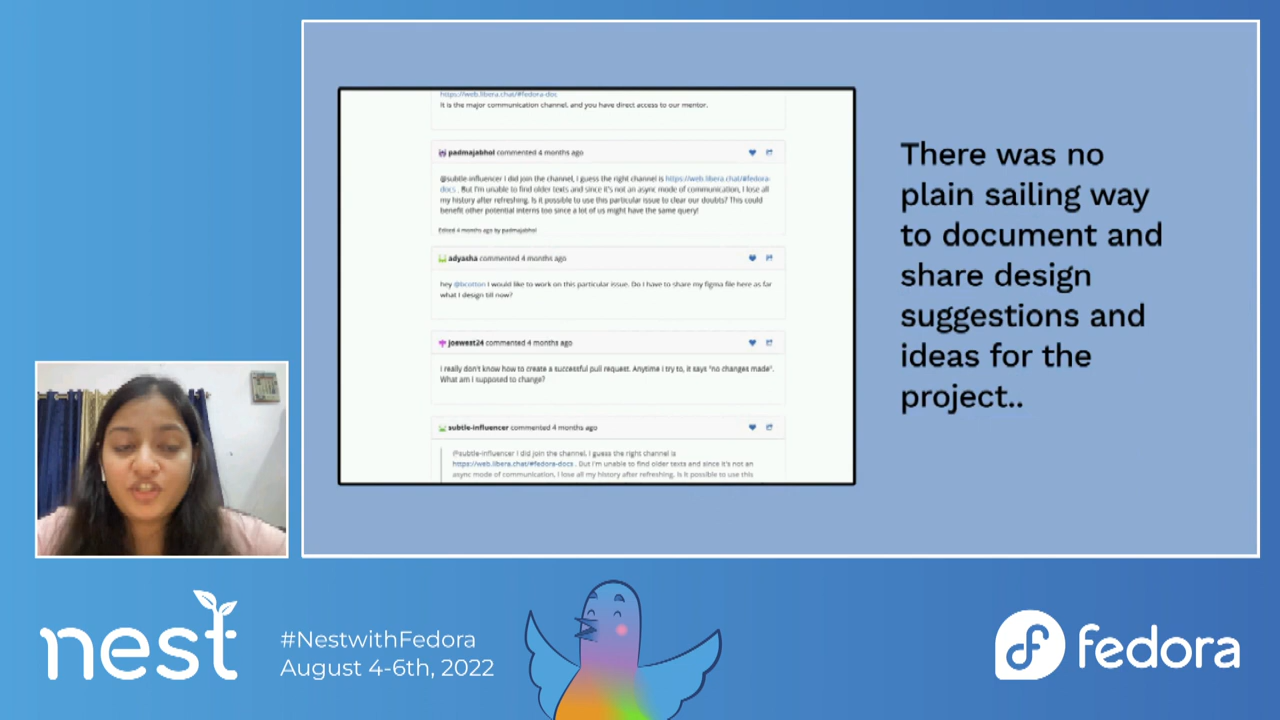 https://web.libera.chat/#fedora-doc
It is the major communication channel, and you have direct access to our mentor.
padmajabhol commented 4 months ago
@subtle-influencer I did join the channel, I guess the right channel is https://web.libera.chat/#fedora-
docs . But I'm unable to find older texts and since it's not an async mode of communication, I lose all
my history after refreshing. Is it possible to use this particular issue to clear our doubts? This could
benefit other potential interns too since a lot of us might have the same query!
Edited 4 months ago by padmajabhol
adyasha commented 4 months ago
hey @bcotton I would like to work on this particular issue. Do I have to share my figma file here as far
what I design till now?
joewest24 commented 4 months ago
I really don't know how to create a successful pull request. Anytime i try to, it says "no changes made".
What am I supposed to change?
subtle-influencer commented 4 months ago
@subtle-influencer I did join the channel, I guess the right channel is
https://web.libera.chat/#fedora-docs . But I'm unable to find older texts and since it's not an
async mode of communication, I lose all my history after refreshing. Is it possible to use this
There was no
plain sailing way
to document and
share design
suggestions and
ideas for the
project..
nest
#NestwithFedora
August 4-6th, 2022
fedora